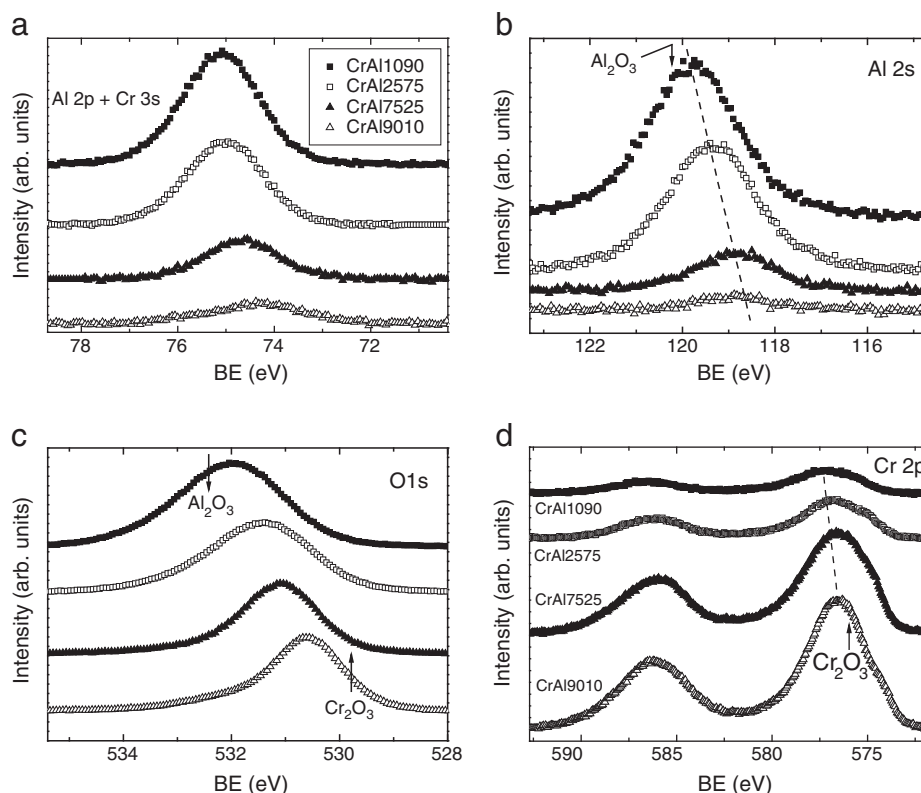 a
Al 2p + Cr 3s
CrAl1090
CrAl2575
CrAl7525
CrAl9010
Intensity (arb. units)
78 76 74 72
BE (eV)
b
Al₂O₃
Al 2s
Intensity (arb. units)
122 120 118 116
BE (eV)
c
O1s
Al₂O₃
Cr₂O₃
Intensity (arb. units)
534 532 530 528
BE (eV)
d
Cr 2p
CrAl1090
CrAl2575
CrAl7525
CrAl9010
Cr₂O₃
Intensity (arb. units)
590 585 580 575
BE (eV)